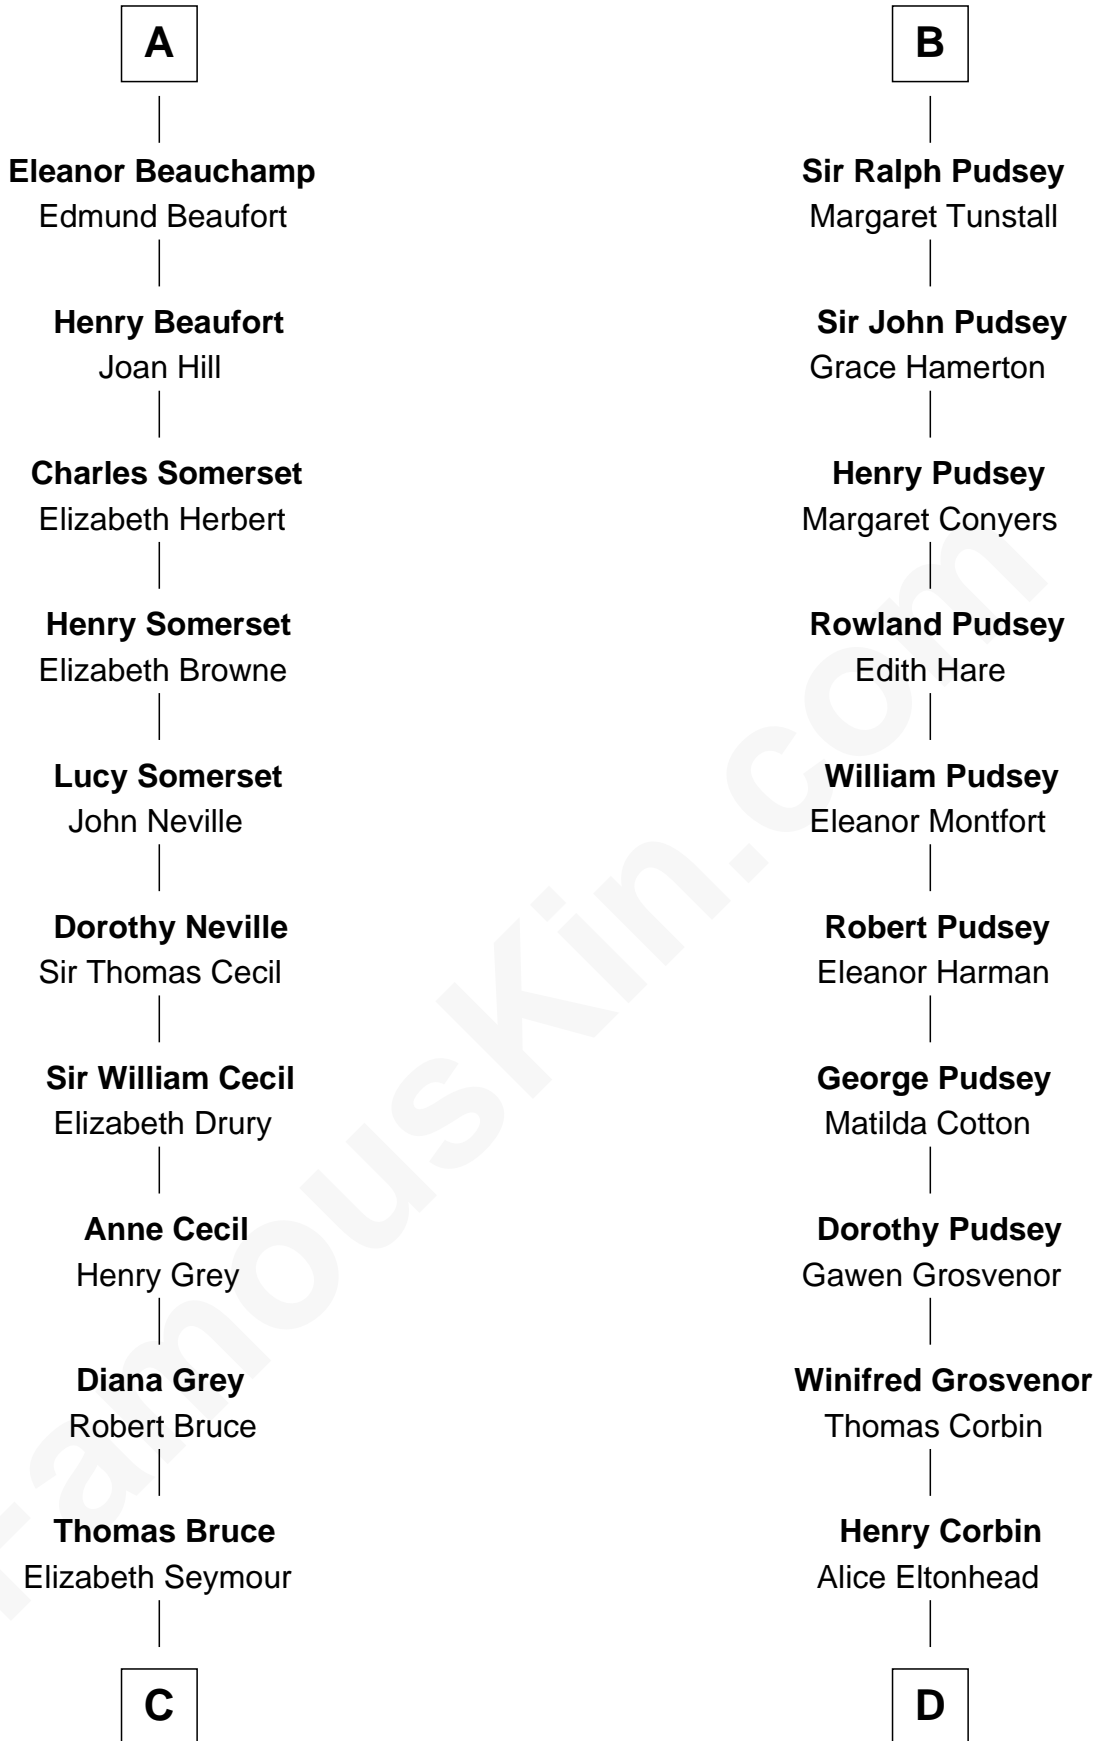 A
Eleanor Beauchamp
Edmund Beaufort
Henry Beaufort
Joan Hill
Charles Somerset
Elizabeth Herbert
Henry Somerset
Elizabeth Browne
Lucy Somerset
John Neville
Dorothy Neville
Sir Thomas Cecil
Sir William Cecil
Elizabeth Drury
Anne Cecil
Henry Grey
Diana Grey
Robert Bruce
Thomas Bruce
Elizabeth Seymour
C
B
Sir Ralph Pudsey
Margaret Tunstall
Sir John Pudsey
Grace Hamerton
Henry Pudsey
Margaret Conyers
Rowland Pudsey
Edith Hare
William Pudsey
Eleanor Montfort
Robert Pudsey
Eleanor Harman
George Pudsey
Matilda Cotton
Dorothy Pudsey
Gawen Grosvenor
Winifred Grosvenor
Thomas Corbin
Henry Corbin
Alice Eltonhead
D
FamousKin.com